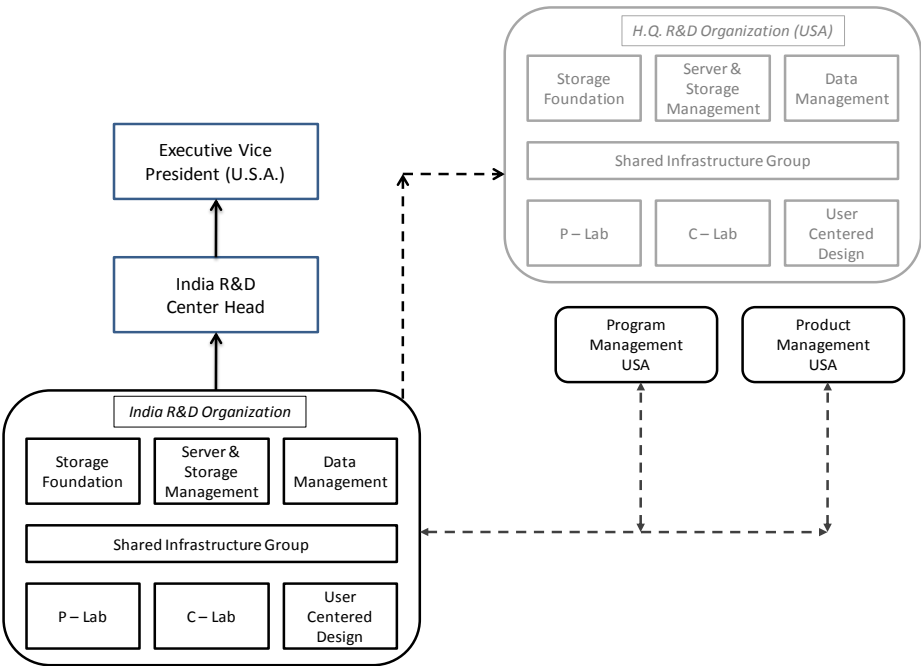 H.Q. R&D Organization (USA)
Storage
Foundation
Server &
Storage
Management
Data
Management
Shared Infrastructure Group
P – Lab
C – Lab
User
Centered
Design
Executive Vice
President (U.S.A.)
India R&D
Center Head
Program
Management
USA
Product
Management
USA
India R&D Organization
Storage
Foundation
Server &
Storage
Management
Data
Management
Shared Infrastructure Group
P – Lab
C – Lab
User
Centered
Design